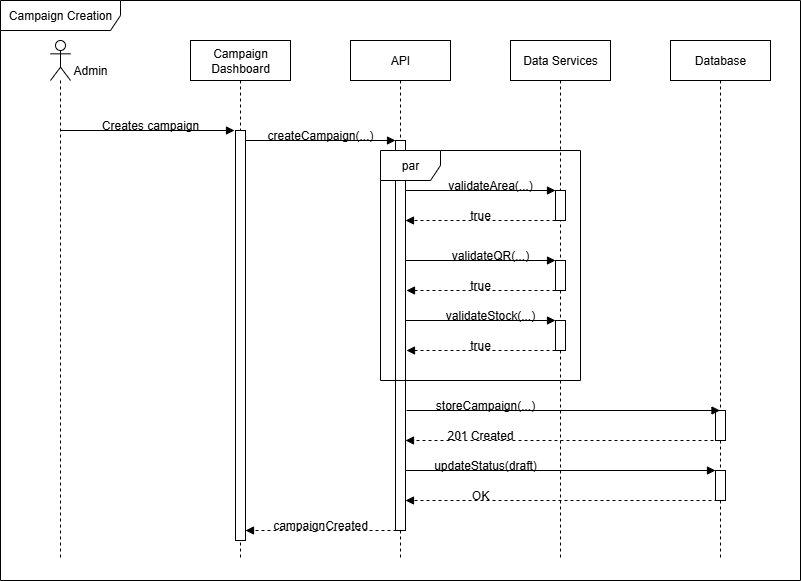 Campaign Creation
Admin
Campaign
Dashboard
API
Data Services
Database
Creates campaign
createCampaign(...)
par
validateArea(...)
true
validateQR(...)
true
validateStock(...)
true
storeCampaign(...)
201 Created
updateStatus(draft)
OK
campaignCreated